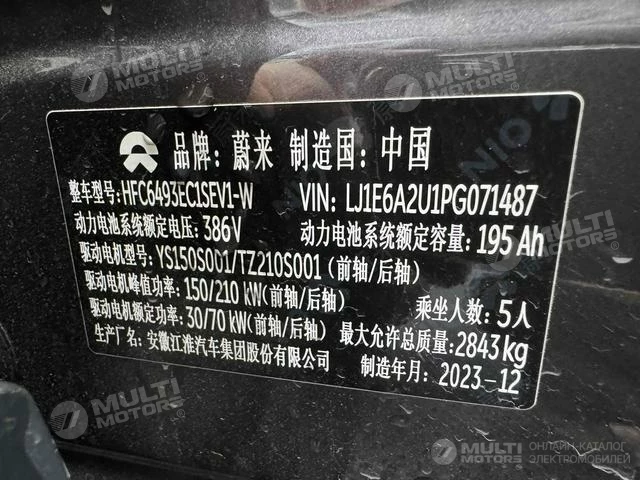 品牌: 蔚来 制造国: 中国
整车型号: HFC6493EC1SEV1-W VIN: LJ1E6A2U1PG071487
动力电池系统额定电压: 386V 动力电池系统额定容量: 195 Ah
驱动电机型号: YS150S001/TZ210S001 (前轴/后轴)
驱动电机峰值功率: 150/210 kW(前轴/后轴) 乘坐人数: 5人
驱动电机额定功率: 30/70 kW(前轴/后轴) 最大允许总质量: 2843kg
生产厂名: 安徽江淮汽车集团股份有限公司 制造年月: 2023-12
MULTI MOTORS
MULTI MOTORS
MULTI MOTORS
MULTI MOTORS
NIO
MULTI MOTORS ОНЛАЙН-КАТАЛОГ ЭЛЕКТРОМОБИЛЕЙ